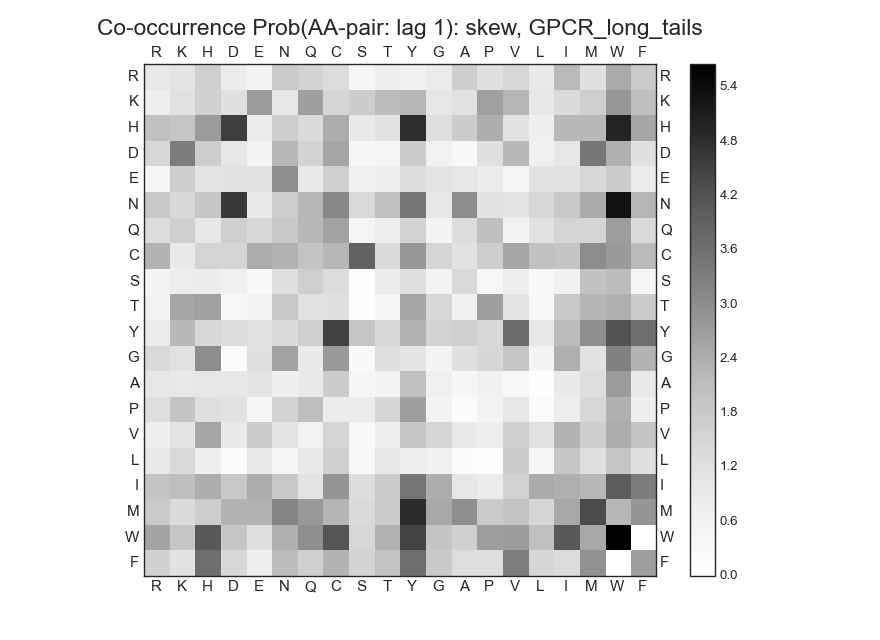 Co-occurrence Prob(AA-pair: lag 1): skew, GPCR_long_tails
R K H D E N Q C S T Y G A P V L I M W F
R R
K K
H H
D D
E E
N N
Q Q
C C
S S
T T
Y Y
G G
A A
P P
V V
L L
I I
M M
W W
F F
R K H D E N Q C S T Y G A P V L I M W F
5.4
4.8
4.2
3.6
3.0
2.4
1.8
1.2
0.6
0.0